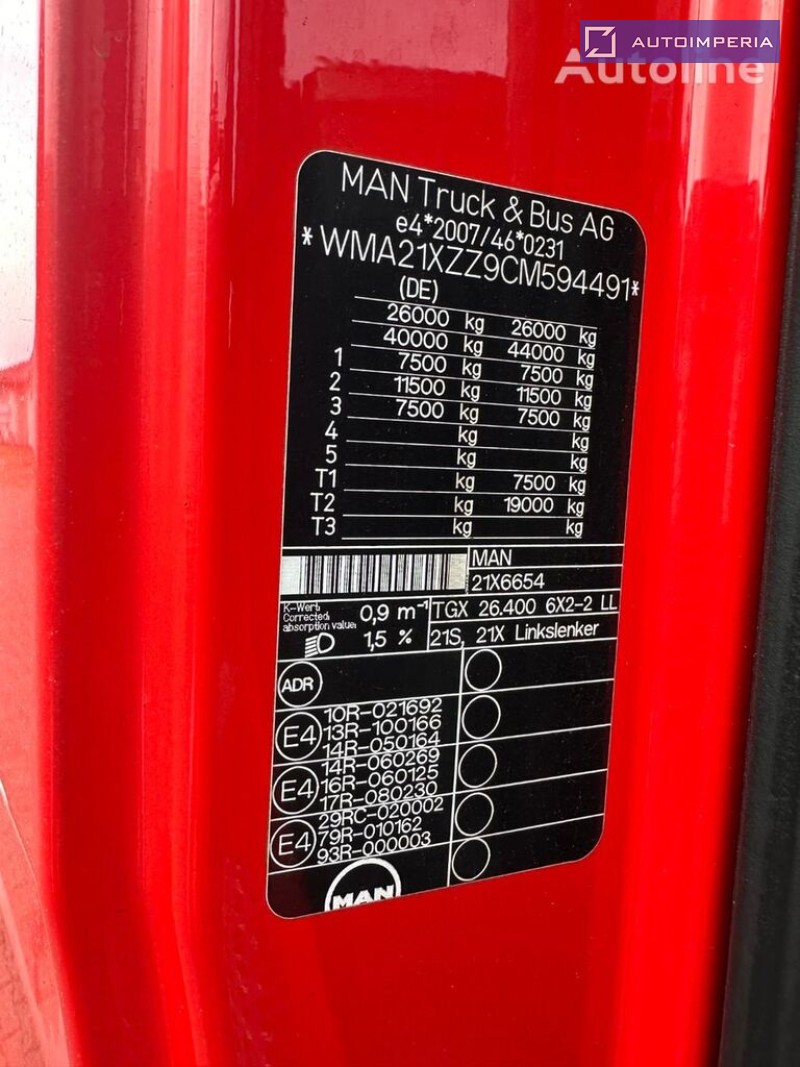 AUTOIMPERIA
Autoline
MAN Truck & Bus AG
e4*2007/46*0231
*WMA21XZZ9CM594491*
(DE)
26000 kg 26000 kg
40000 kg 44000 kg
1 7500 kg 7500 kg
2 11500 kg 11500 kg
3 7500 kg 7500 kg
4 kg kg
5 kg kg
T1 kg 7500 kg
T2 kg 19000 kg
T3 kg kg
MAN
21X6654
K-Wert:
Corrected
absorption value:
0,9 m-1
1,5 %
TGX 26.400 6X2-2 LL
21S, 21X Linkslenker
ADR
10R-021692
E4 13R-100166
14R-050164
14R-060269
E4 16R-060125
17R-080230
29RC-020002
E4 79R-010162
93R-000003
MAN